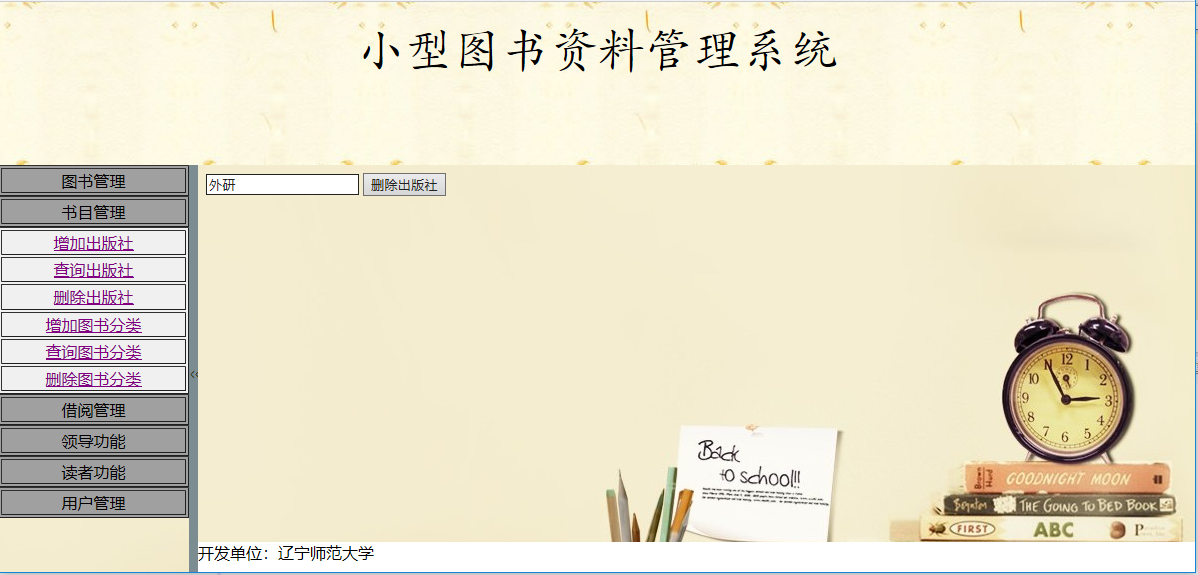 小型图书资料管理系统
图书管理
书目管理
增加出版社
查询出版社
删除出版社
增加图书分类
查询图书分类
删除图书分类
借阅管理
领导功能
读者功能
用户管理
外研 删除出版社
Back
to school!!!
GOODNIGHT MOON
Boynton THE GOING TO BED BOOK
FIRST ABC
开发单位：辽宁师范大学